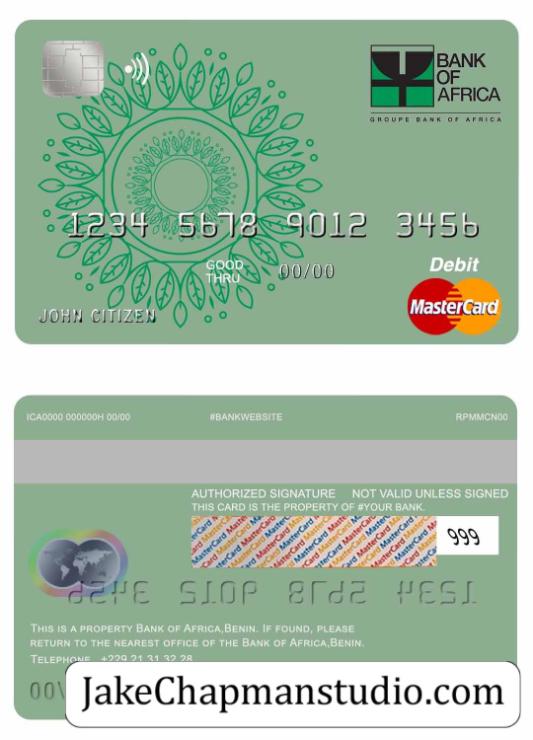 BANK
OF
AFRICA
GROUPE BANK OF AFRICA
1234 5678 9012 3456
GOOD
THRU
00/00
Debit
JOHN CITIZEN
MasterCard
ICA0000 000000H 00/00 #BANKWEBSITE RPMMCN00
AUTHORIZED SIGNATURE NOT VALID UNLESS SIGNED
THIS CARD IS THE PROPERTY OF #YOUR BANK.
MasterCard MasterCard MasterCard
999
THIS IS A PROPERTY BANK OF AFRICA,BENIN. IF FOUND, PLEASE
RETURN TO THE NEAREST OFFICE OF THE BANK OF AFRICA,BENIN.
TELEPHONE +229 21 31 32 28
JakeChapmanstudio.com